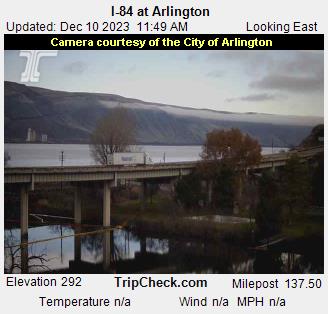 I-84 at Arlington
Updated: Dec 10 2023 11:49 AM Looking East
Camera courtesy of the City of Arlington
TripCheck.com
Elevation 292 Milepost 137.50
Temperature n/a Wind n/a MPH n/a